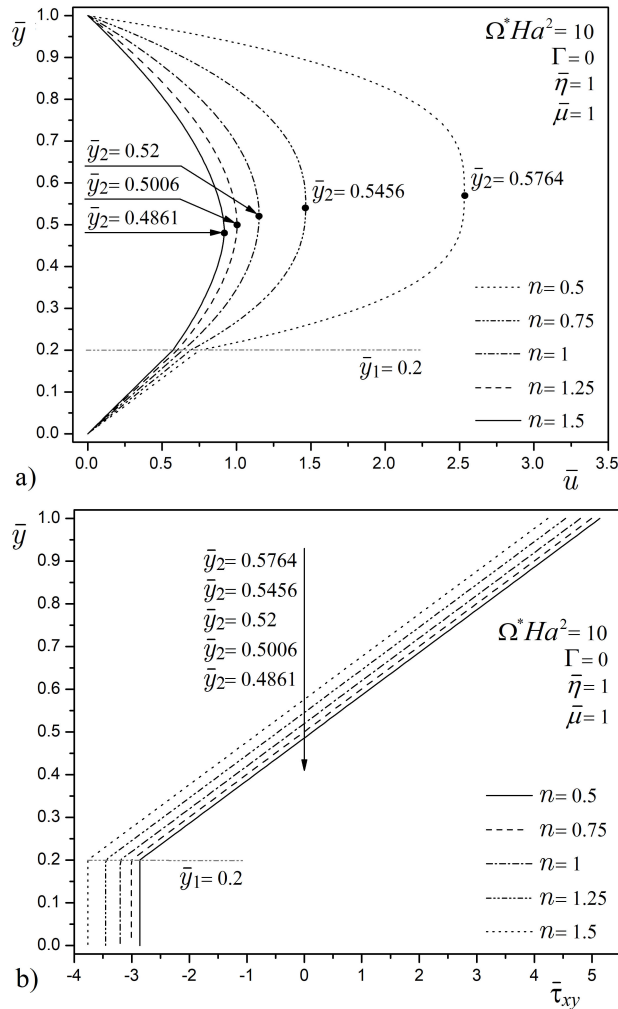 ȳ
1.0
0.9
0.8
0.7
0.6
0.5
0.4
0.3
0.2
0.1
0.0
Ω*Ha²= 10
Γ= 0
η̄= 1
μ̄= 1
ȳ₂= 0.52
ȳ₂= 0.5006
ȳ₂= 0.4861
ȳ₂= 0.5456
ȳ₂= 0.5764
ȳ₁= 0.2
n= 0.5
n= 0.75
n= 1
n= 1.25
n= 1.5
0.0 0.5 1.0 1.5 2.0 2.5 3.0 3.5
a)
ū
ȳ
1.0
0.9
0.8
0.7
0.6
0.5
0.4
0.3
0.2
0.1
0.0
ȳ₂= 0.5764
ȳ₂= 0.5456
ȳ₂= 0.52
ȳ₂= 0.5006
ȳ₂= 0.4861
Ω*Ha²= 10
Γ= 0
η̄= 1
μ̄= 1
ȳ₁= 0.2
n= 0.5
n= 0.75
n= 1
n= 1.25
n= 1.5
-4 -3 -2 -1 0 1 2 3 4 5
b)
τ̄xy